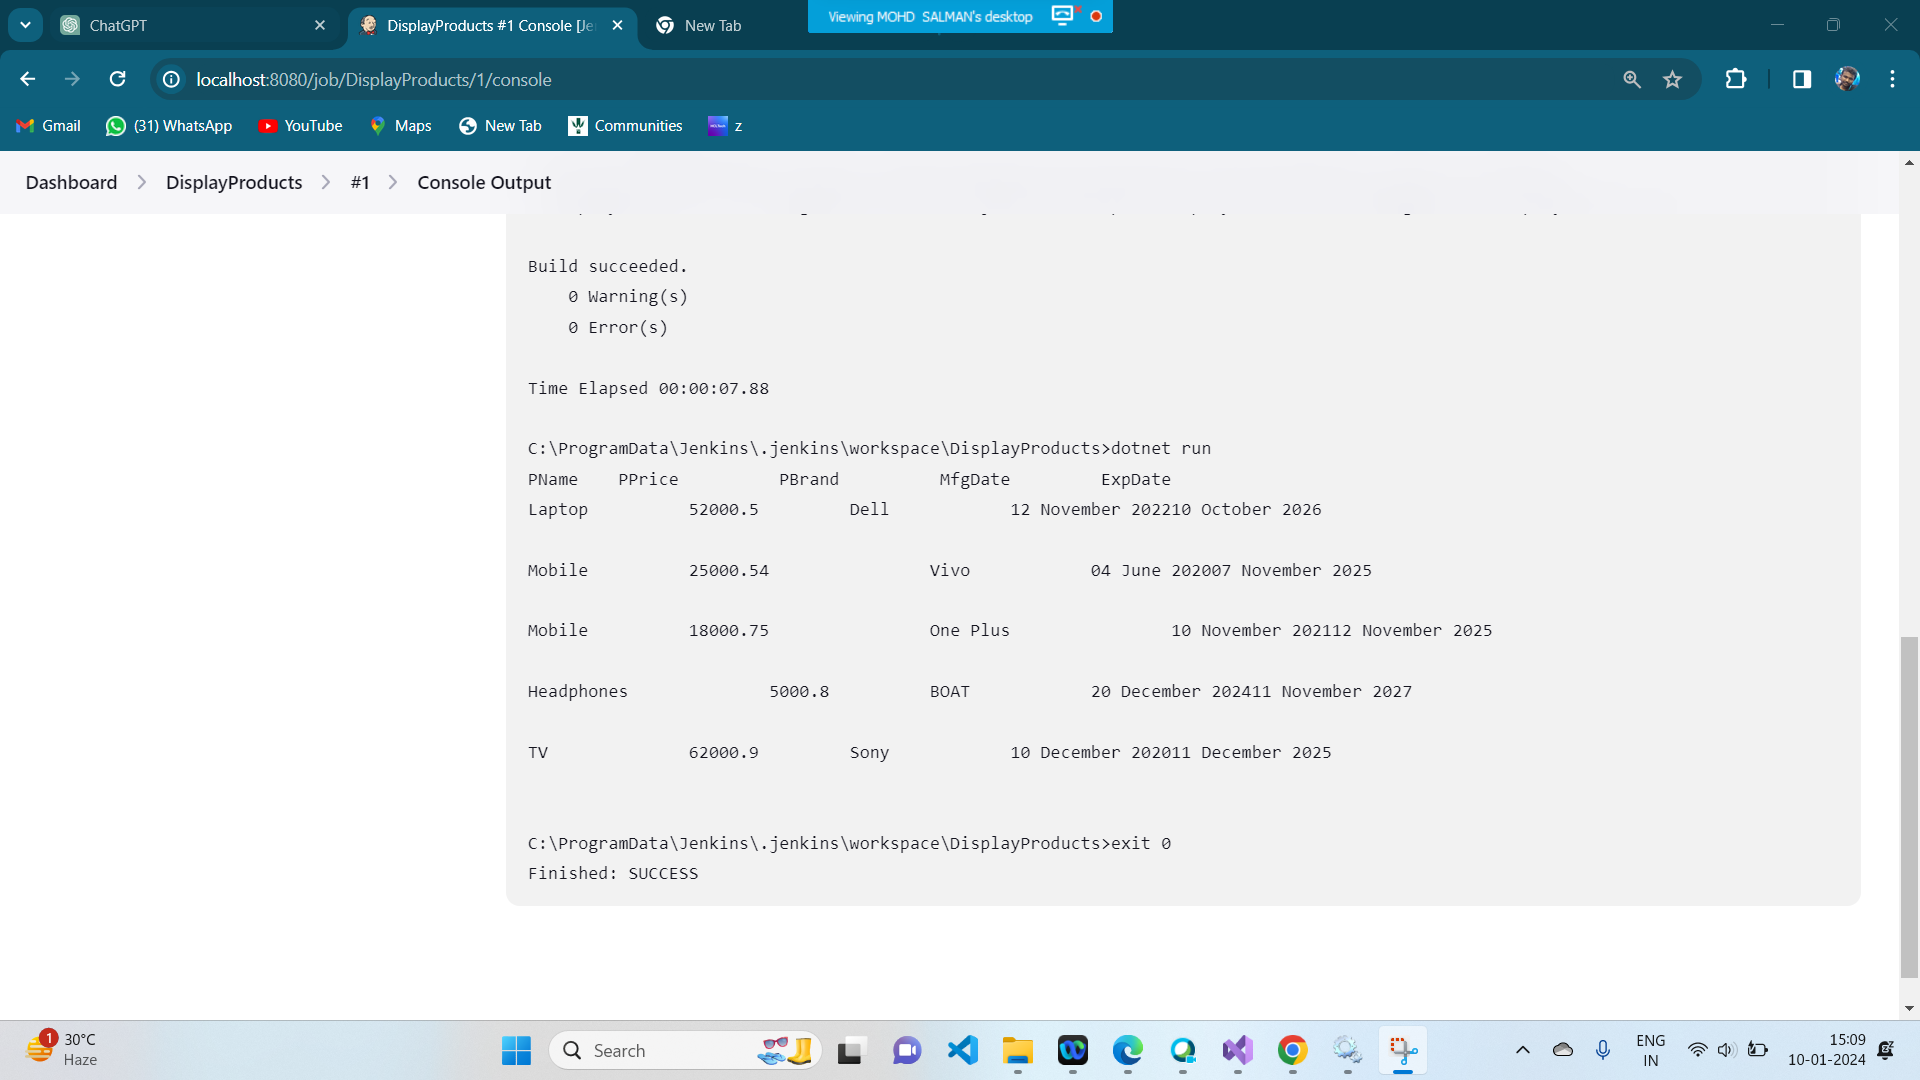 ChatGPT
DisplayProducts #1 Console [Je
New Tab
Viewing MOHD SALMAN's desktop
localhost:8080/job/DisplayProducts/1/console
Gmail
(31) WhatsApp
YouTube
Maps
New Tab
Communities
z
Dashboard > DisplayProducts > #1 > Console Output
Build succeeded.
0 Warning(s)
0 Error(s)
Time Elapsed 00:00:07.88
C:\ProgramData\Jenkins\.jenkins\workspace\DisplayProducts>dotnet run
PName PPrice PBrand MfgDate ExpDate
Laptop 52000.5 Dell 12 November 202210 October 2026
Mobile 25000.54 Vivo 04 June 202007 November 2025
Mobile 18000.75 One Plus 10 November 202112 November 2025
Headphones 5000.8 BOAT 20 December 202411 November 2027
TV 62000.9 Sony 10 December 202011 December 2025
C:\ProgramData\Jenkins\.jenkins\workspace\DisplayProducts>exit 0
Finished: SUCCESS
1
30°C
Haze
Search
ENG
IN
15:09
10-01-2024